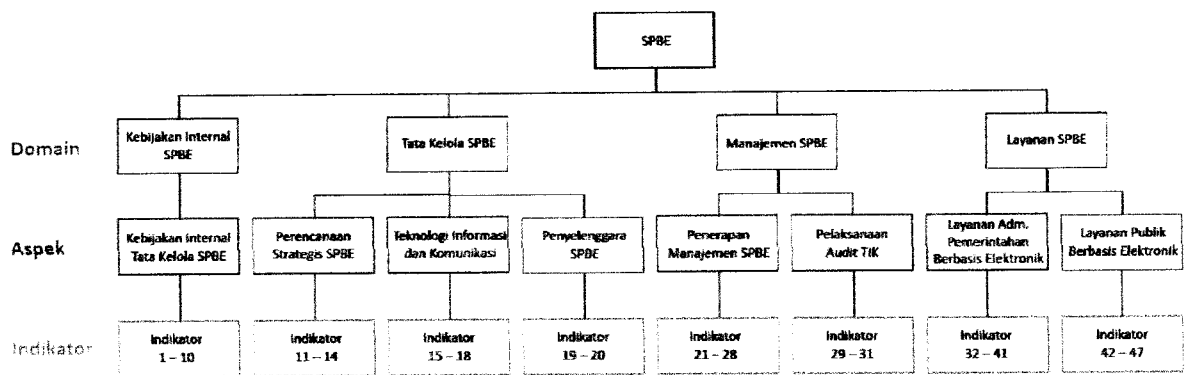 SPBE
Domain
Kebijakan Internal
SPBE
Tata Kelola SPBE
Manajemen SPBE
Layanan SPBE
Aspek
Kebijakan Internal
Tata Kelola SPBE
Perencanaan
Strategis SPBE
Teknologi Informasi
dan Komunikasi
Penyelenggara
SPBE
Penerapan
Manajemen SPBE
Pelaksanaan
Audit TIK
Layanan Adm.
Pemerintahan
Berbasis Elektronik
Layanan Publik
Berbasis Elektronik
Indikator
Indikator
1 – 10
Indikator
11 – 14
Indikator
15 – 18
Indikator
19 – 20
Indikator
21 – 28
Indikator
29 – 31
Indikator
32 – 41
Indikator
42 – 47